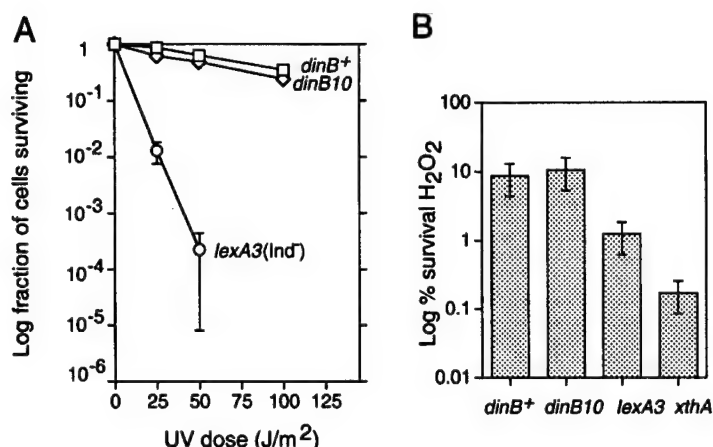 A
Log fraction of cells surviving
1
10⁻¹
10⁻²
10⁻³
10⁻⁴
10⁻⁵
10⁻⁶
dinB⁺
dinB10
lexA3(Ind⁻)
0 25 50 75 100 125
UV dose (J/m²)
B
Log % survival H₂O₂
100
10
1
0.1
0.01
dinB⁺ dinB10 lexA3 xthA